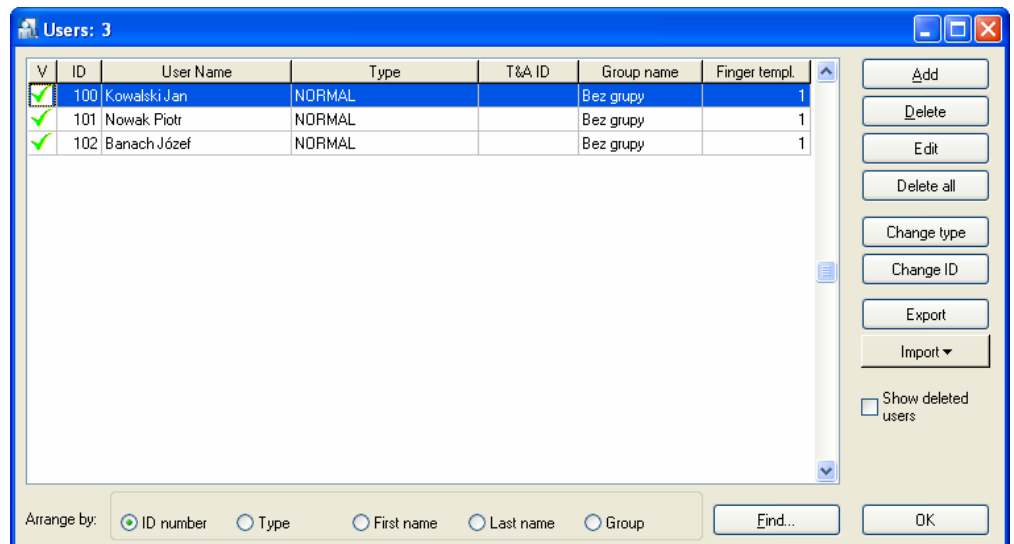 Users: 3
V ID User Name Type T&A ID Group name Finger templ.
100 Kowalski Jan NORMAL Bez grupy 1
101 Nowak Piotr NORMAL Bez grupy 1
102 Banach Józef NORMAL Bez grupy 1
Add
Delete
Edit
Delete all
Change type
Change ID
Export
Import
Show deleted
users
Arrange by: ID number Type First name Last name Group Find... OK